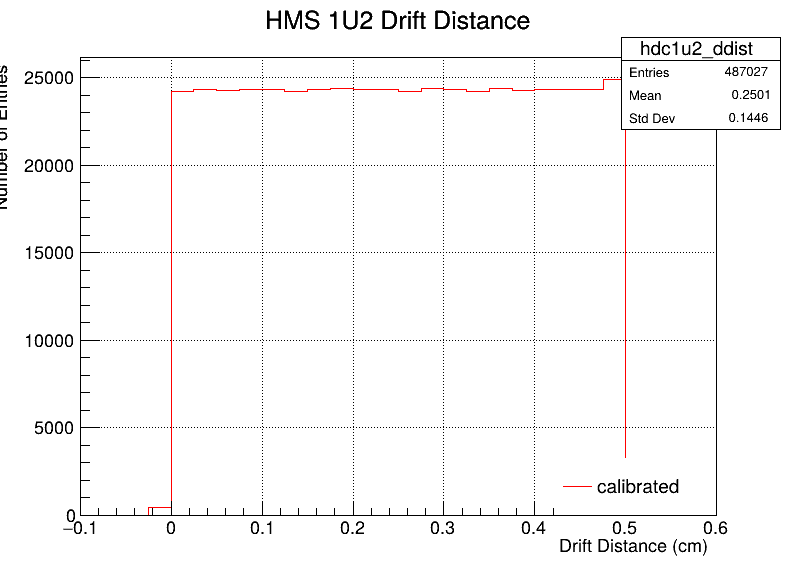 HMS 1U2 Drift Distance
hdc1u2_ddist
Entries 487027
Mean 0.2501
Std Dev 0.1446
Number of Entries
25000
20000
15000
10000
5000
0
−0.1 0 0.1 0.2 0.3 0.4 0.5 0.6
calibrated
Drift Distance (cm)